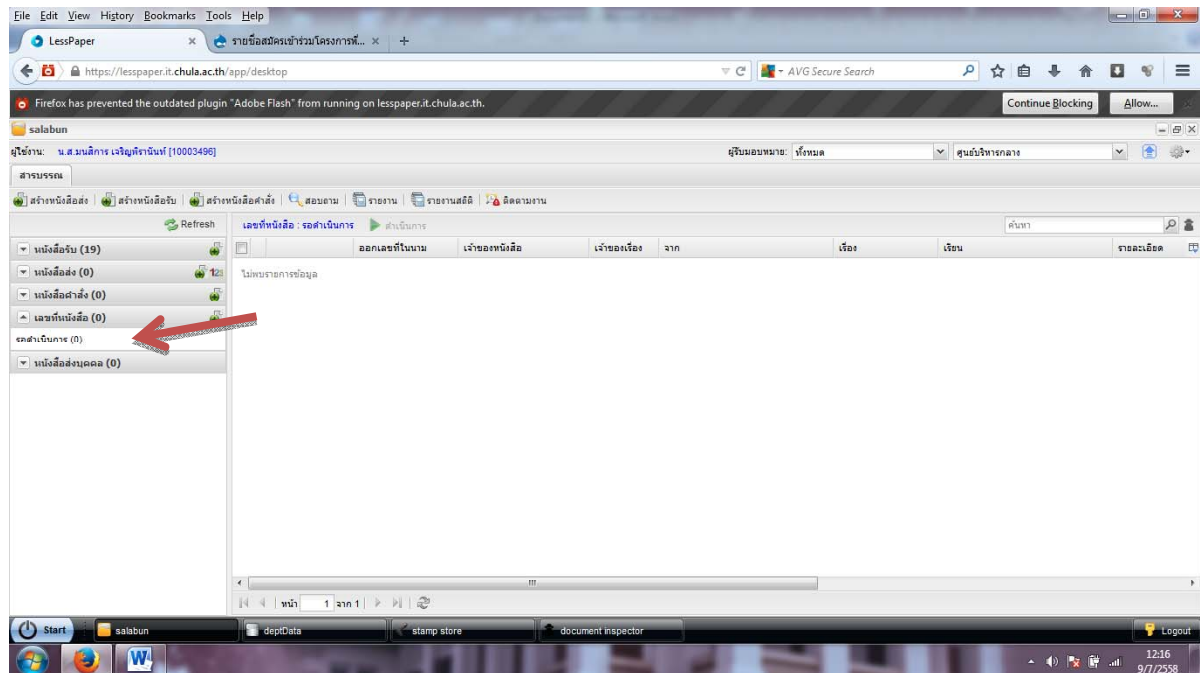 File Edit View History Bookmarks Tools Help
LessPaper × รายชื่อสมัครเข้าร่วมโครงการพี่... × +
https://lesspaper.it.chula.ac.th/app/desktop AVG Secure Search
Firefox has prevented the outdated plugin "Adobe Flash" from running on lesspaper.it.chula.ac.th. Continue Blocking Allow...
salabun
ผู้ใช้งาน: น.ส.มนสิการ เจริญพีรานันท์ [10003496] ผู้รับมอบหมาย: ทั้งหมด ศูนย์บริหารกลาง
สารบรรณ
สร้างหนังสือส่ง สร้างหนังสือรับ สร้างหนังสือคำสั่ง สอบถาม รายงาน รายงานสถิติ ติดตามงาน
Refresh เลขที่หนังสือ : รอดำเนินการ ดำเนินการ ค้นหา
หนังสือรับ (19) ออกเลขที่ในนาม เจ้าของหนังสือ เจ้าของเรื่อง จาก เรื่อง เรียน รายละเอียด
หนังสือส่ง (0) 123 ไม่พบรายการข้อมูล
หนังสือคำสั่ง (0)
เลขที่หนังสือ (0)
รอดำเนินการ (0)
หนังสือส่งบุคคล (0)
หน้า 1 จาก 1
Start salabun deptData stamp store document inspector Logout
12:16
9/7/2558